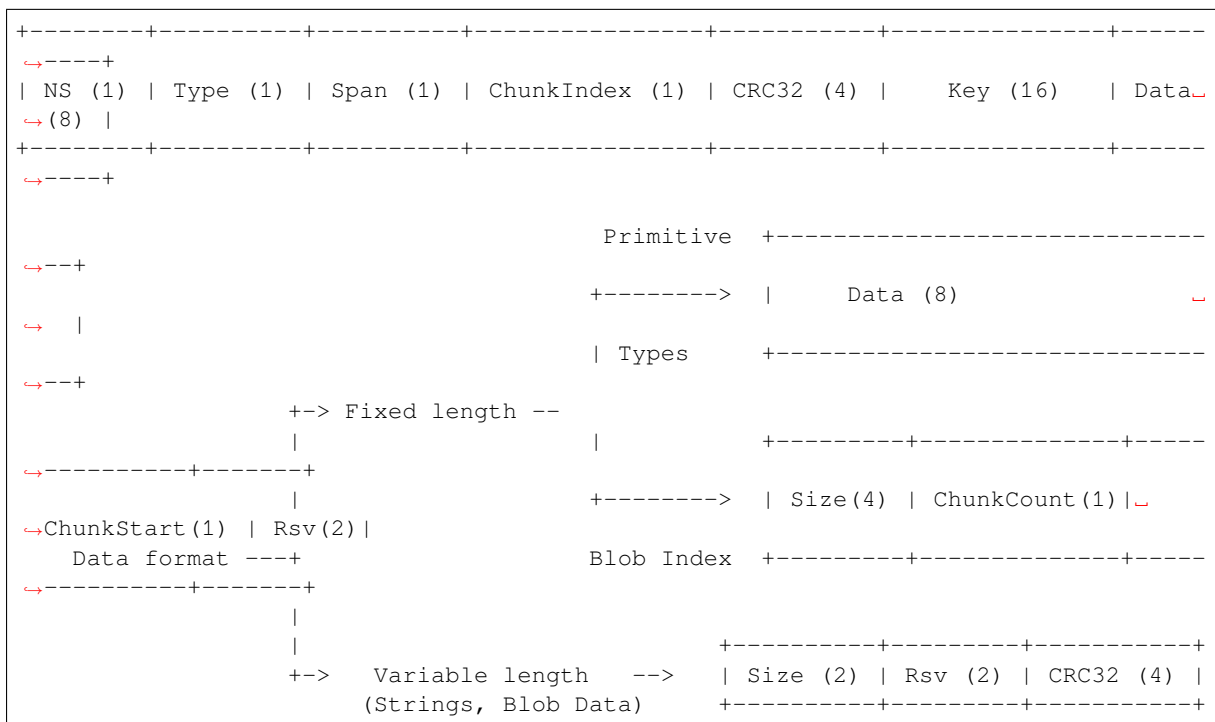 +--------+----------+----------+----------------+-----------+---------------+------
↪----+
| NS (1) | Type (1) | Span (1) | ChunkIndex (1) | CRC32 (4) |    Key (16)   | Data␣
↪(8) |
+--------+----------+----------+----------------+-----------+---------------+------
↪----+
                                         Primitive  +------------------------------
↪--+
                                        +-------->  |     Data (8)                 ␣
↪  |
                                        | Types     +------------------------------
↪--+
                   +-> Fixed length --
                   |                    |           +---------+--------------+-----
↪----------+-------+
                   |                    +-------->  | Size(4) | ChunkCount(1)|␣
↪ChunkStart(1) | Rsv(2)|
    Data format ---+                    Blob Index  +---------+--------------+-----
↪----------+-------+
                   |
                   |                             +----------+---------+-----------+
                   +->   Variable length   -->   | Size (2) | Rsv (2) | CRC32 (4) |
                        (Strings, Blob Data)     +----------+---------+-----------+